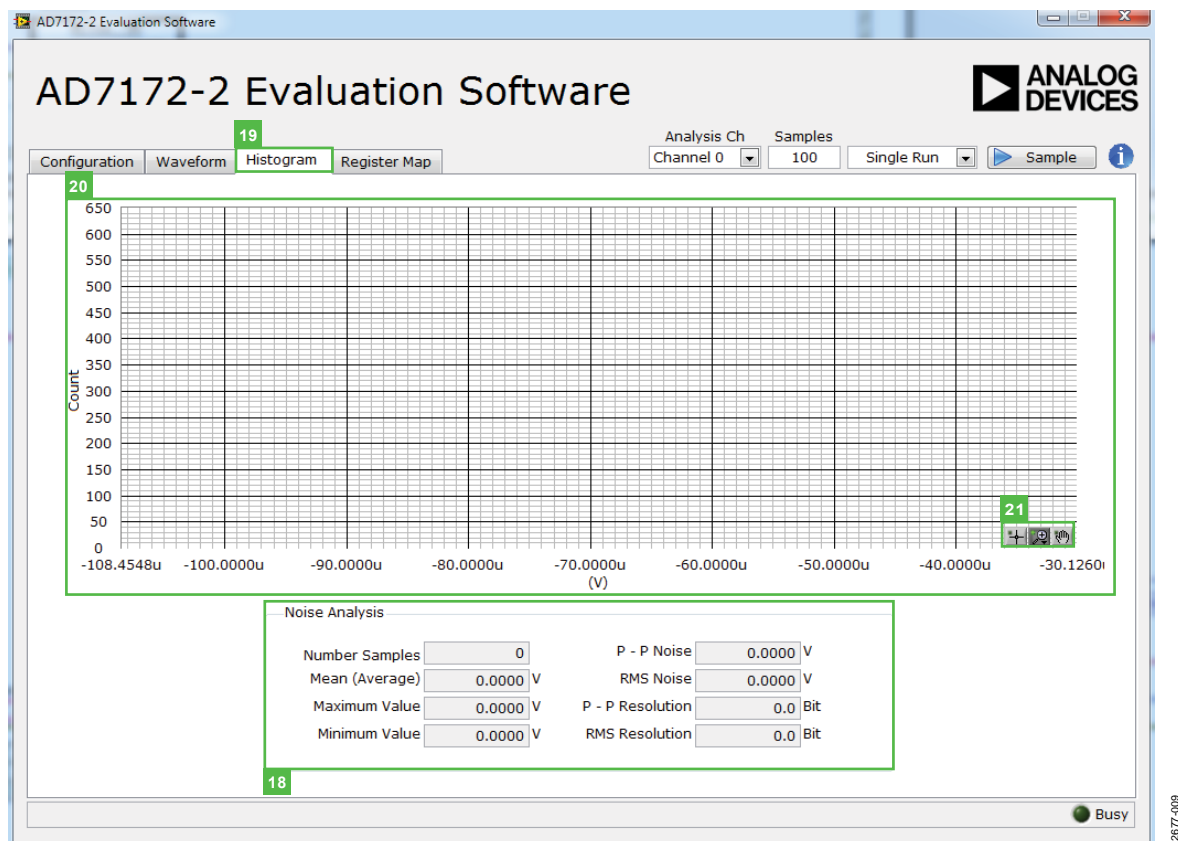 AD7172-2 Evaluation Software
AD7172-2 Evaluation Software
ANALOG
DEVICES
19
Analysis Ch Samples
Configuration Waveform Histogram Register Map Channel 0 100 Single Run Sample i
20
650
600
550
500
450
400
350
300
250
200
150
100
50
0
Count
21
-108.4548u -100.0000u -90.0000u -80.0000u -70.0000u -60.0000u -50.0000u -40.0000u -30.1260
(V)
Noise Analysis
Number Samples 0 P - P Noise 0.0000 V
Mean (Average) 0.0000 V RMS Noise 0.0000 V
Maximum Value 0.0000 V P - P Resolution 0.0 Bit
Minimum Value 0.0000 V RMS Resolution 0.0 Bit
18
Busy
2677-009